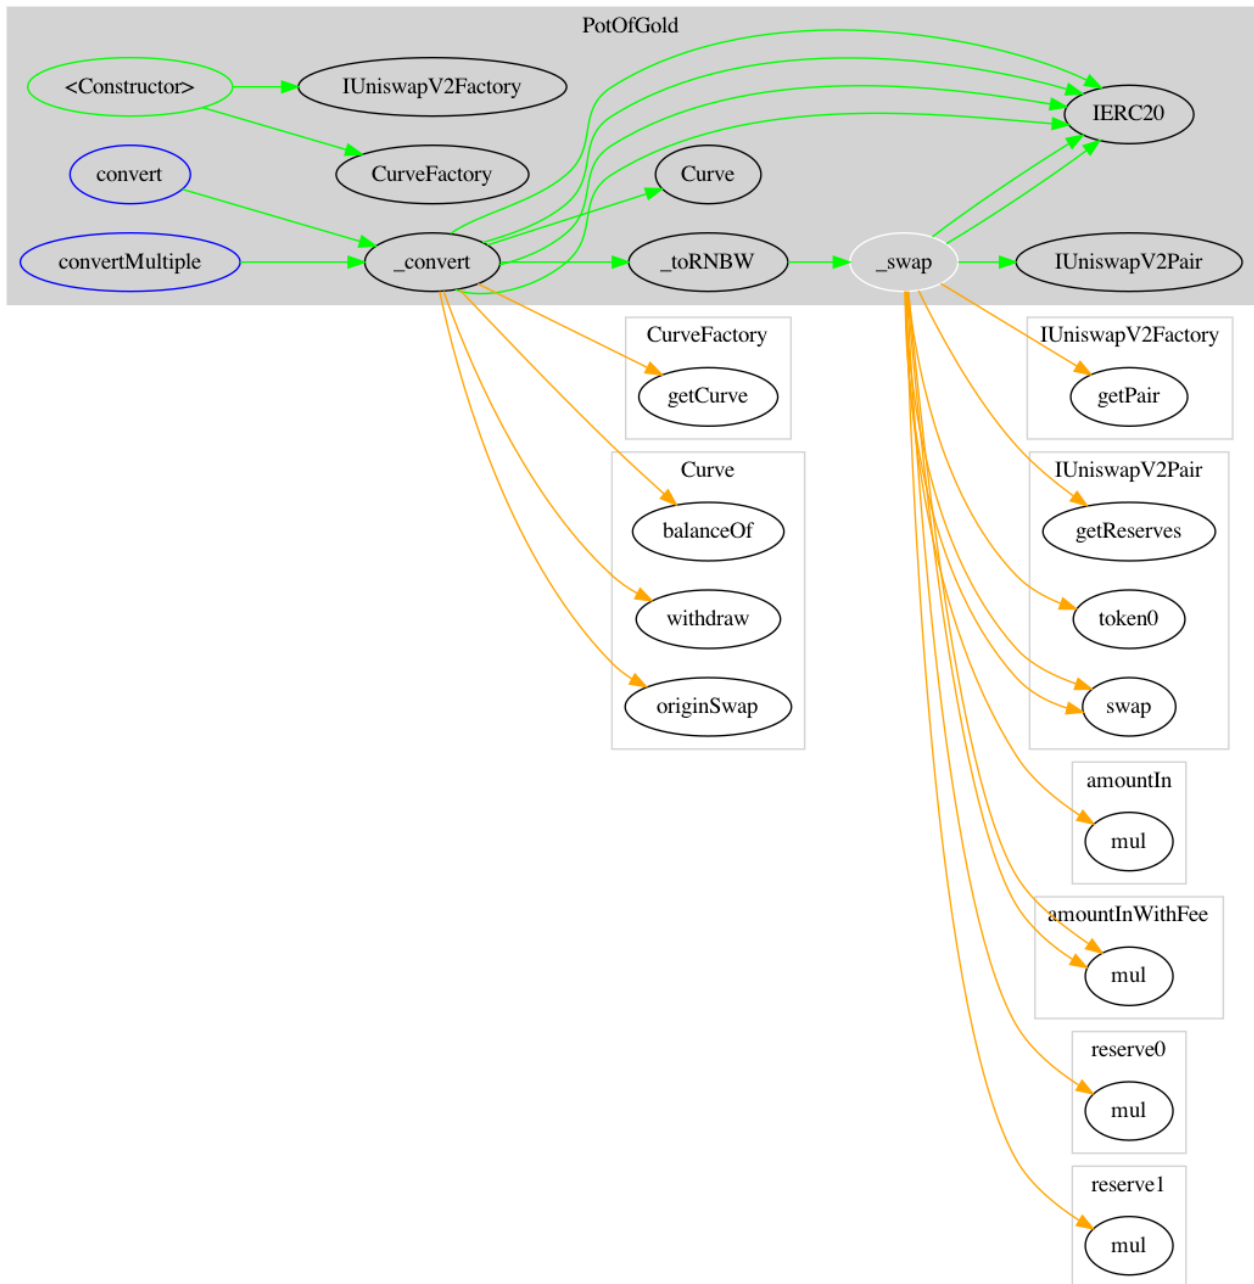 PotOfGold
<Constructor>
IUniswapV2Factory
IERC20
CurveFactory
convert
Curve
convertMultiple
_convert
_toRNBW
_swap
IUniswapV2Pair
CurveFactory
getCurve
IUniswapV2Factory
getPair
Curve
balanceOf
withdraw
originSwap
IUniswapV2Pair
getReserves
token0
swap
amountIn
mul
amountInWithFee
mul
reserve0
mul
reserve1
mul